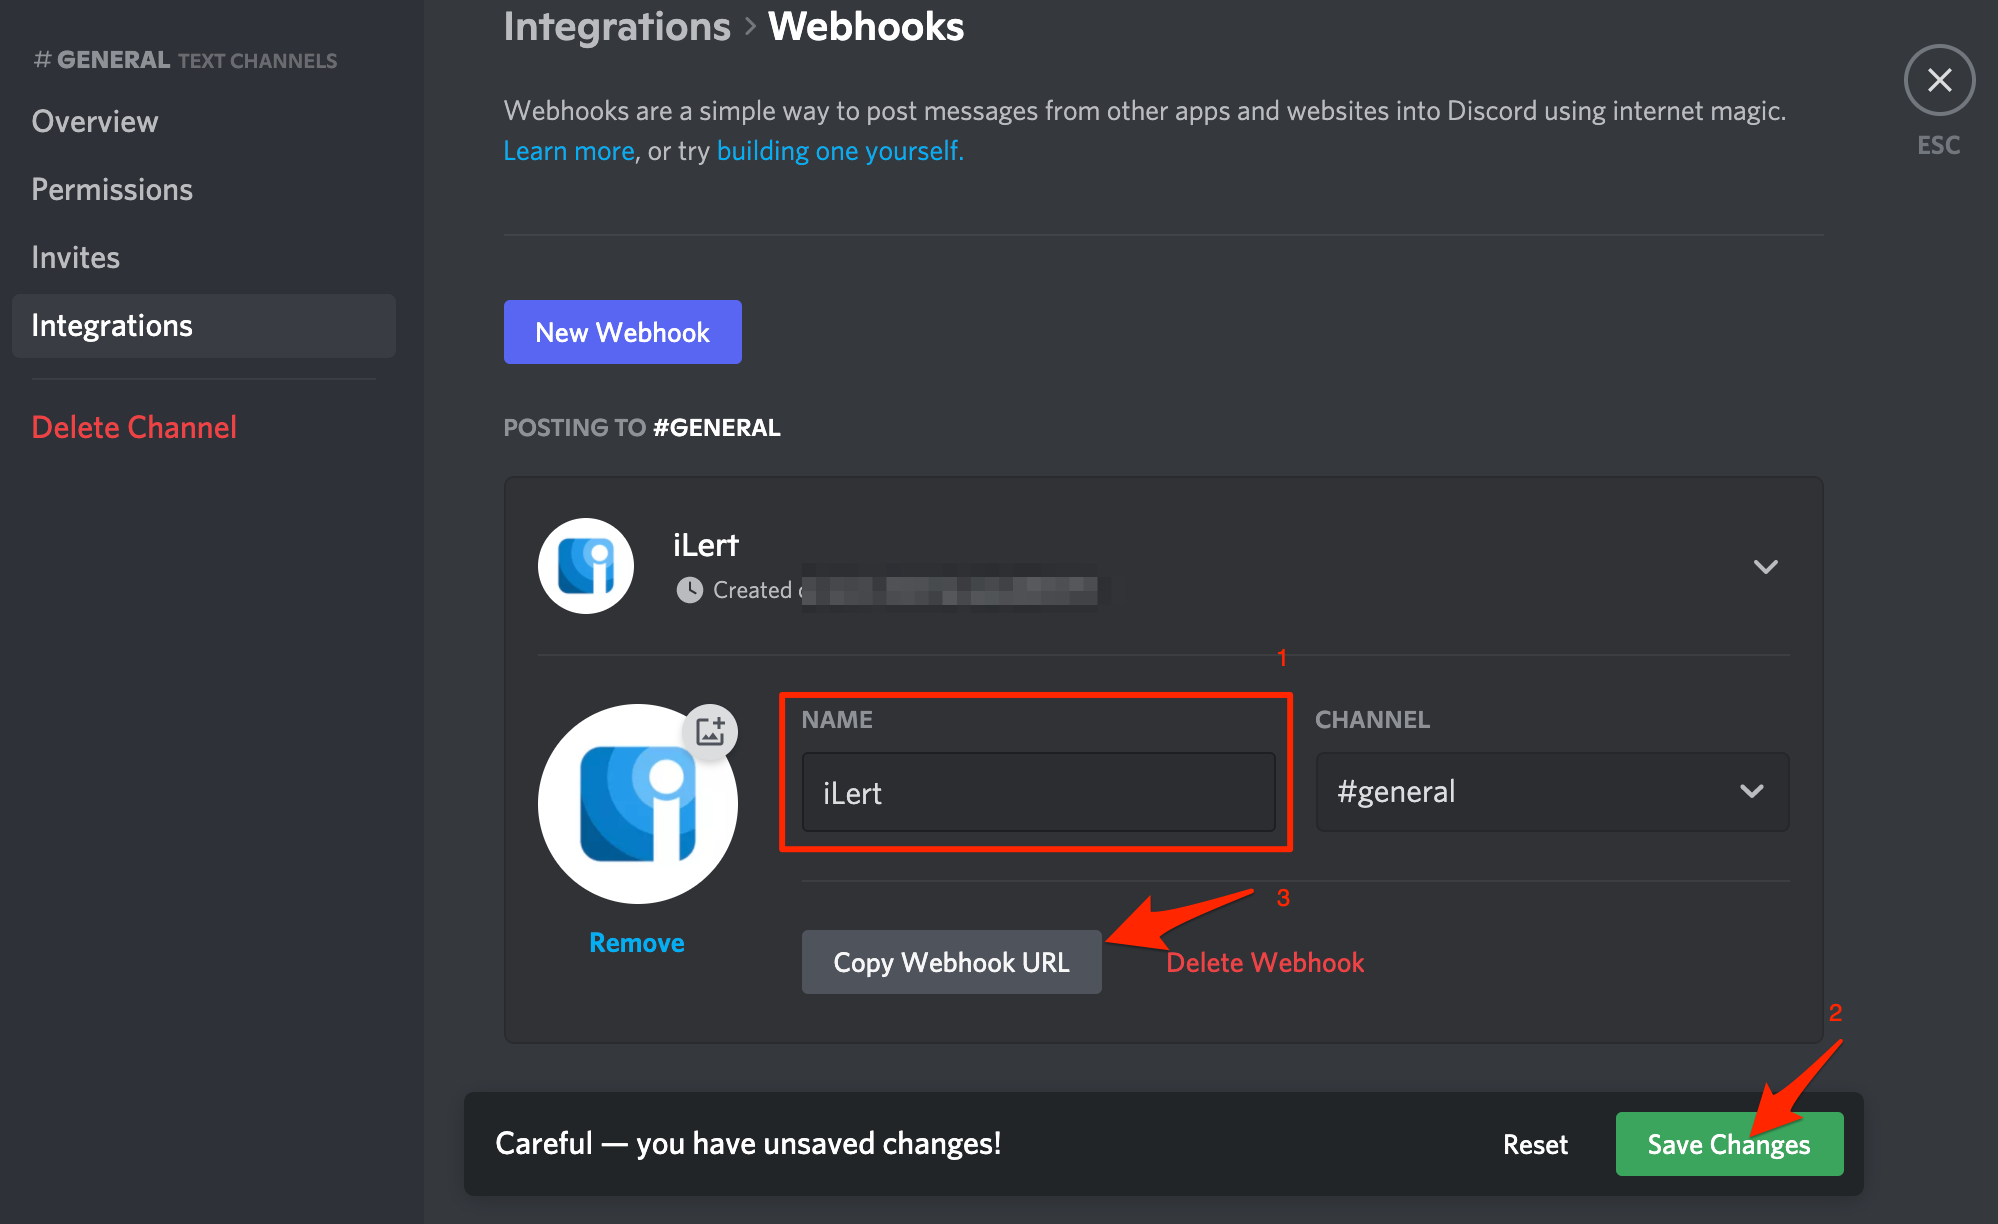 # GENERAL TEXT CHANNELS
Overview
Permissions
Invites
Integrations
Delete Channel
Integrations > Webhooks
Webhooks are a simple way to post messages from other apps and websites into Discord using internet magic.
Learn more, or try building one yourself.
ESC
New Webhook
POSTING TO #GENERAL
iLert
Created
1
NAME
iLert
CHANNEL
#general
Remove
3
Copy Webhook URL
Delete Webhook
2
Careful — you have unsaved changes!
Reset
Save Changes